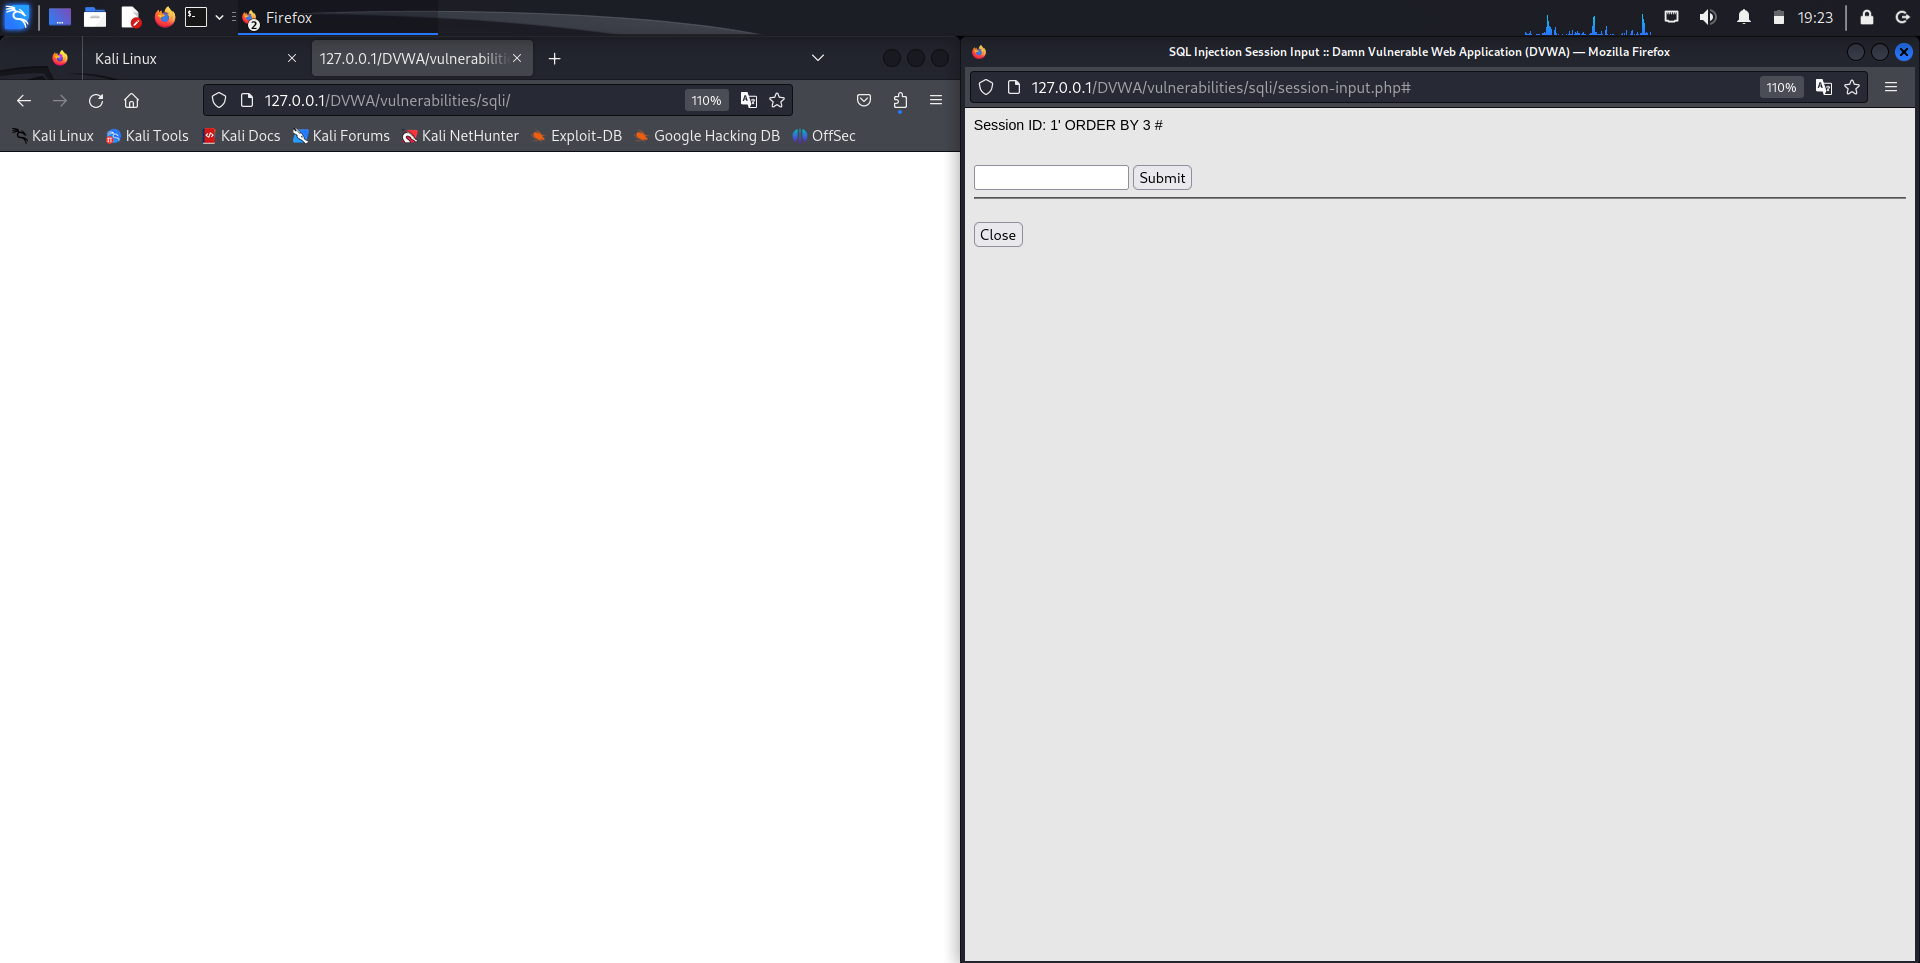 Firefox
2
19:23
Kali Linux
127.0.0.1/DVWA/vulnerabiliti
127.0.0.1/DVWA/vulnerabilities/sqli/
110%
Kali Linux
Kali Tools
Kali Docs
Kali Forums
Kali NetHunter
Exploit-DB
Google Hacking DB
OffSec
SQL Injection Session Input :: Damn Vulnerable Web Application (DVWA) — Mozilla Firefox
127.0.0.1/DVWA/vulnerabilities/sqli/session-input.php#
110%
Session ID: 1' ORDER BY 3 #
Submit
Close